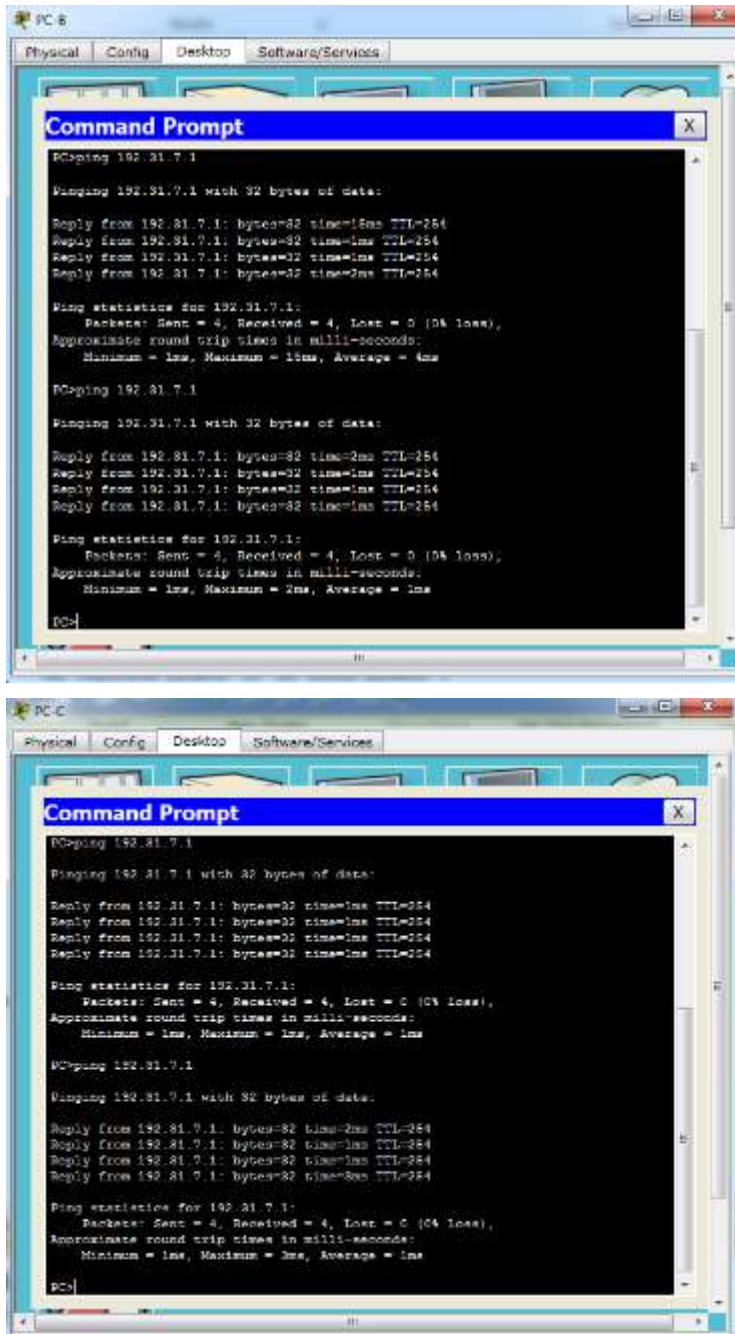 PC-B
Physical Config Desktop Software/Services
Command Prompt X
PC>ping 192.31.7.1
Pinging 192.31.7.1 with 32 bytes of data:
Reply from 192.31.7.1: bytes=32 time=15ms TTL=254
Reply from 192.31.7.1: bytes=32 time=1ms TTL=254
Reply from 192.31.7.1: bytes=32 time=1ms TTL=254
Reply from 192.31.7.1: bytes=32 time=2ms TTL=254
Ping statistics for 192.31.7.1:
Packets: Sent = 4, Received = 4, Lost = 0 (0% loss),
Approximate round trip times in milli-seconds:
Minimum = 1ms, Maximum = 15ms, Average = 4ms
PC>ping 192.31.7.1
Pinging 192.31.7.1 with 32 bytes of data:
Reply from 192.31.7.1: bytes=32 time=2ms TTL=254
Reply from 192.31.7.1: bytes=32 time=1ms TTL=254
Reply from 192.31.7.1: bytes=32 time=1ms TTL=254
Reply from 192.31.7.1: bytes=32 time=1ms TTL=254
Ping statistics for 192.31.7.1:
Packets: Sent = 4, Received = 4, Lost = 0 (0% loss),
Approximate round trip times in milli-seconds:
Minimum = 1ms, Maximum = 2ms, Average = 1ms
PC>
PC-C
Physical Config Desktop Software/Services
Command Prompt X
PC>ping 192.31.7.1
Pinging 192.31.7.1 with 32 bytes of data:
Reply from 192.31.7.1: bytes=32 time=1ms TTL=254
Reply from 192.31.7.1: bytes=32 time=1ms TTL=254
Reply from 192.31.7.1: bytes=32 time=1ms TTL=254
Reply from 192.31.7.1: bytes=32 time=1ms TTL=254
Ping statistics for 192.31.7.1:
Packets: Sent = 4, Received = 4, Lost = 0 (0% loss),
Approximate round trip times in milli-seconds:
Minimum = 1ms, Maximum = 1ms, Average = 1ms
PC>ping 192.31.7.1
Pinging 192.31.7.1 with 32 bytes of data:
Reply from 192.31.7.1: bytes=32 time=2ms TTL=254
Reply from 192.31.7.1: bytes=32 time=1ms TTL=254
Reply from 192.31.7.1: bytes=32 time=1ms TTL=254
Reply from 192.31.7.1: bytes=32 time=3ms TTL=254
Ping statistics for 192.31.7.1:
Packets: Sent = 4, Received = 4, Lost = 0 (0% loss),
Approximate round trip times in milli-seconds:
Minimum = 1ms, Maximum = 3ms, Average = 1ms
PC>